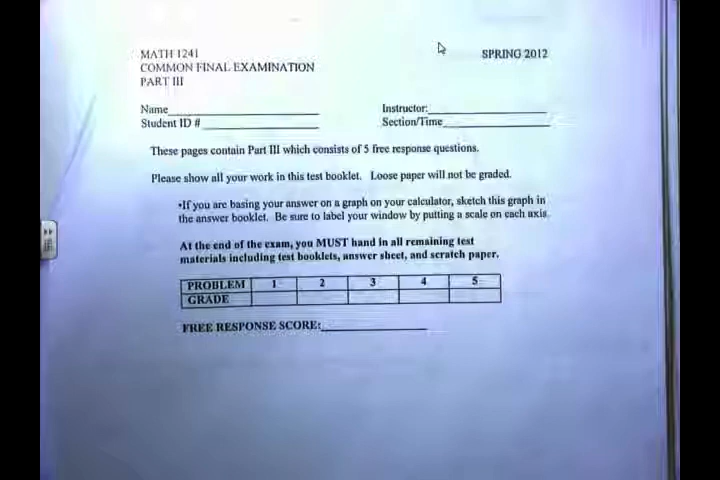 MATH 1241 SPRING 2012
COMMON FINAL EXAMINATION
PART III
Name Instructor:
Student ID # Section/Time
These pages contain Part III which consists of 5 free response questions.
Please show all your work in this test booklet. Loose paper will not be graded.
•If you are basing your answer on a graph on your calculator, sketch this graph in
the answer booklet. Be sure to label your window by putting a scale on each axis.
At the end of the exam, you MUST hand in all remaining test
materials including test booklets, answer sheet, and scratch paper.
PROBLEM 1 2 3 4 5
GRADE
FREE RESPONSE SCORE: